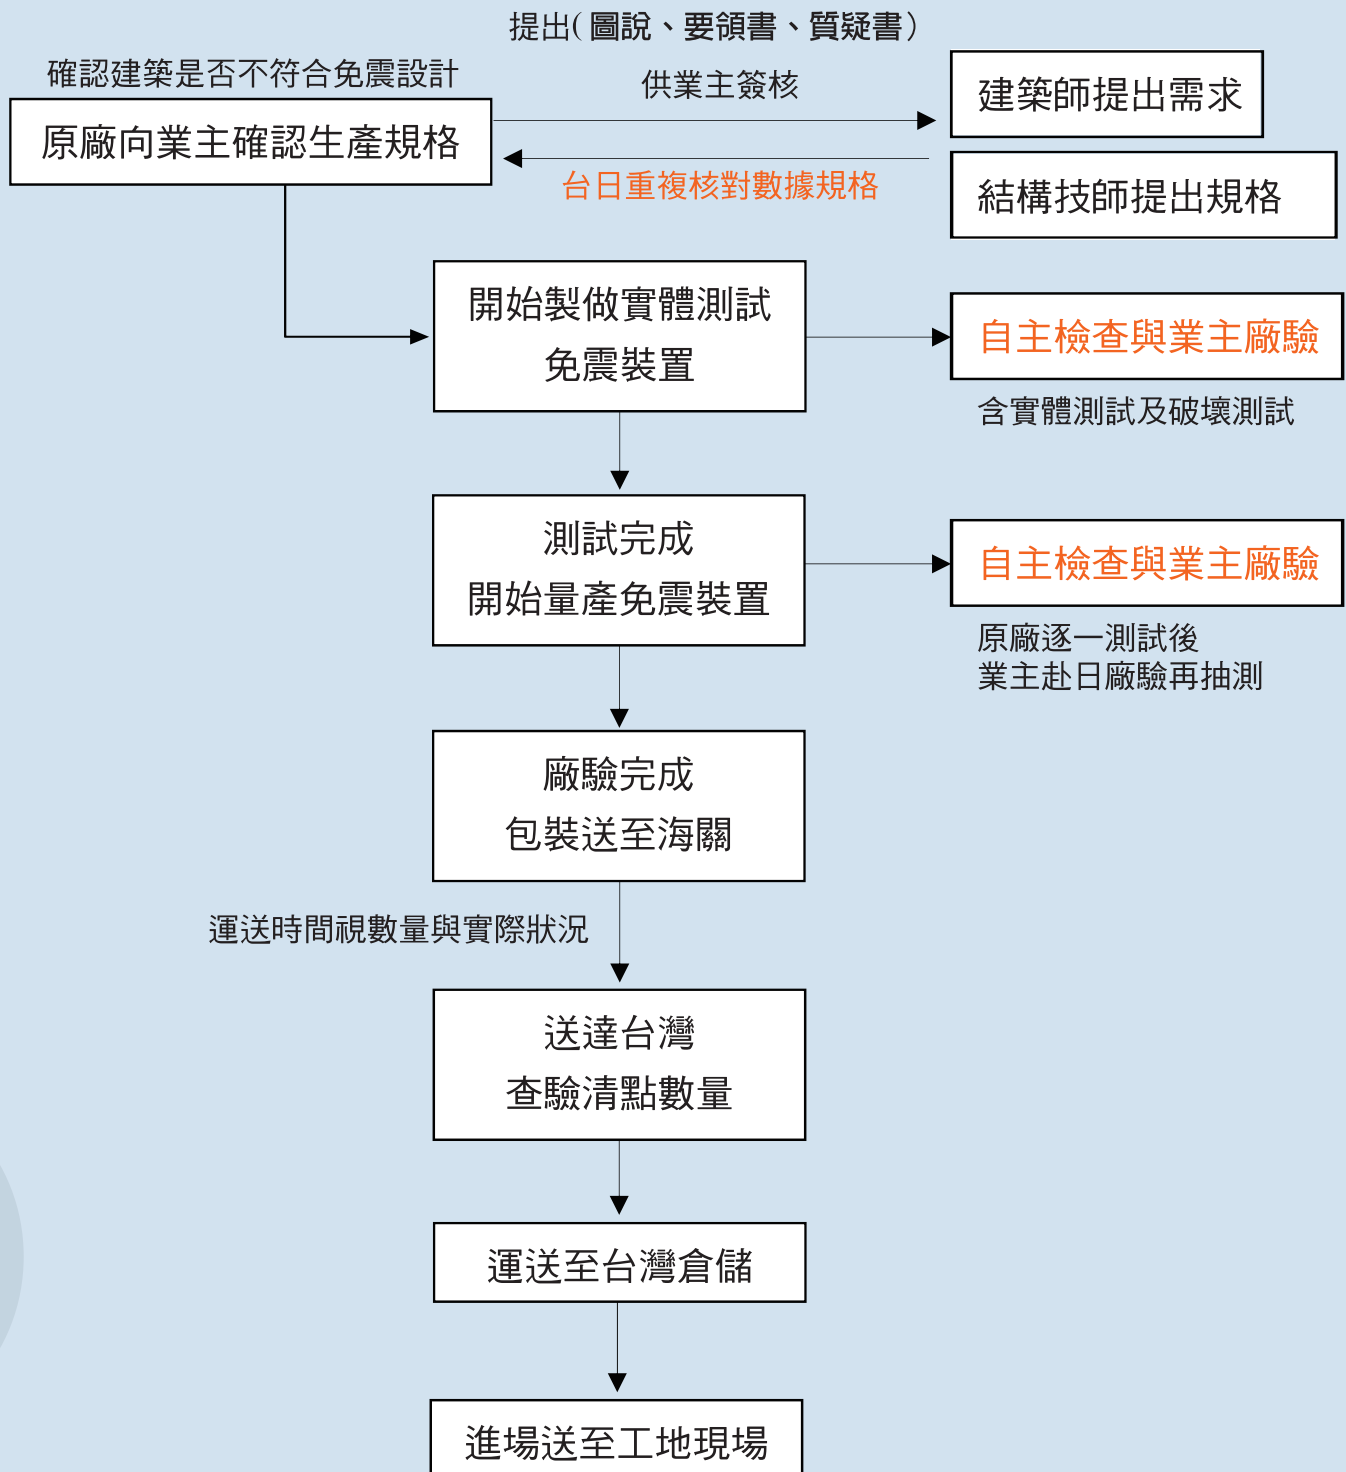 提出(圖說、要領書、質疑書）
確認建築是否不符合免震設計
供業主簽核
建築師提出需求
原廠向業主確認生產規格
台日重複核對數據規格
結構技師提出規格
開始製做實體測試
免震裝置
自主檢查與業主廠驗
含實體測試及破壞測試
測試完成
開始量產免震裝置
自主檢查與業主廠驗
原廠逐一測試後
業主赴日廠驗再抽測
廠驗完成
包裝送至海關
運送時間視數量與實際狀況
送達台灣
查驗清點數量
運送至台灣倉儲
進場送至工地現場